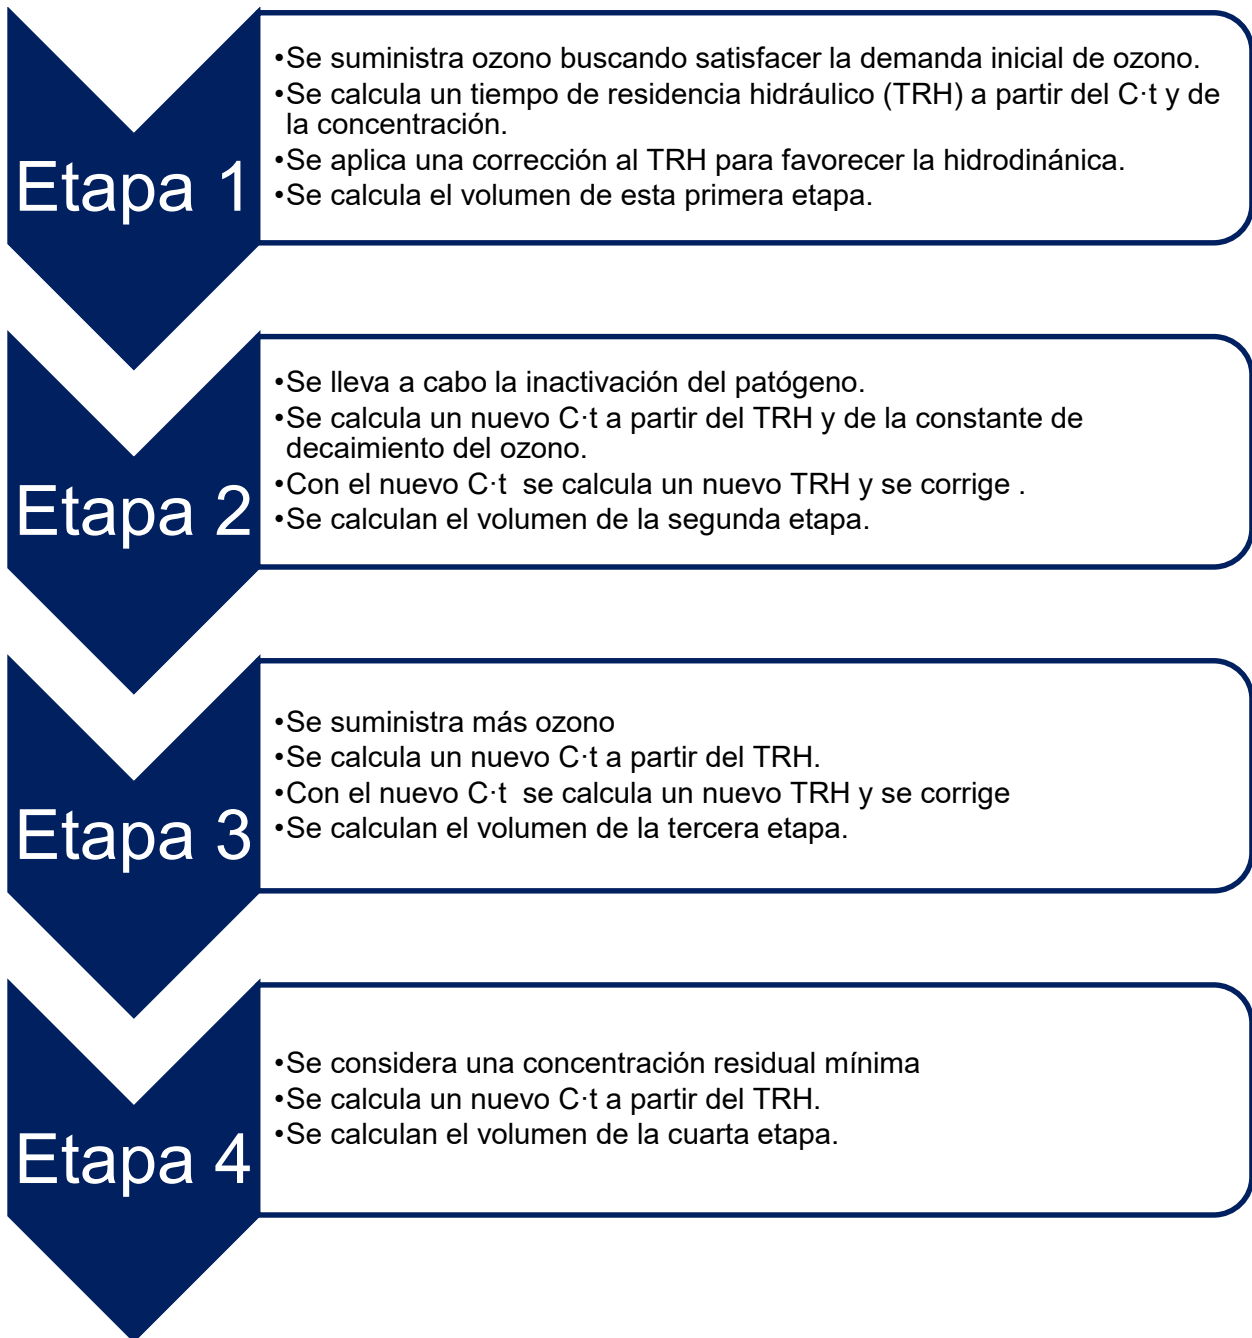 Etapa 1
•Se suministra ozono buscando satisfacer la demanda inicial de ozono.
•Se calcula un tiempo de residencia hidráulico (TRH) a partir del C·t y de
la concentración.
•Se aplica una corrección al TRH para favorecer la hidrodinánica.
•Se calcula el volumen de esta primera etapa.
Etapa 2
•Se lleva a cabo la inactivación del patógeno.
•Se calcula un nuevo C·t a partir del TRH y de la constante de
decaimiento del ozono.
•Con el nuevo C·t  se calcula un nuevo TRH y se corrige .
•Se calculan el volumen de la segunda etapa.
Etapa 3
•Se suministra más ozono
•Se calcula un nuevo C·t a partir del TRH.
•Con el nuevo C·t  se calcula un nuevo TRH y se corrige
•Se calculan el volumen de la tercera etapa.
Etapa 4
•Se considera una concentración residual mínima
•Se calcula un nuevo C·t a partir del TRH.
•Se calculan el volumen de la cuarta etapa.